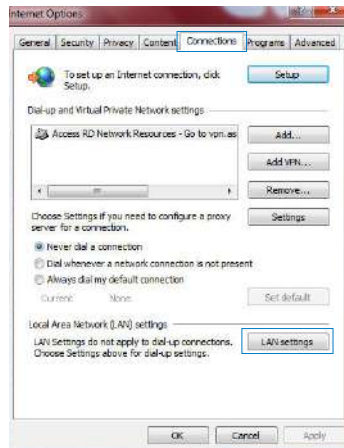 Internet Options
General Security Privacy Content Connections Programs Advanced
To set up an Internet connection, click
Setup.
Setup
Dial-up and Virtual Private Network settings
Access RD Network Resources - Go to vpn.as
Add...
Add VPN...
Remove...
Choose Settings if you need to configure a proxy
server for a connection.
Settings
Never dial a connection
Dial whenever a network connection is not present
Always dial my default connection
Current None
Set default
Local Area Network (LAN) settings
LAN Settings do not apply to dial-up connections.
Choose Settings above for dial-up settings.
LAN settings
OK Cancel Apply